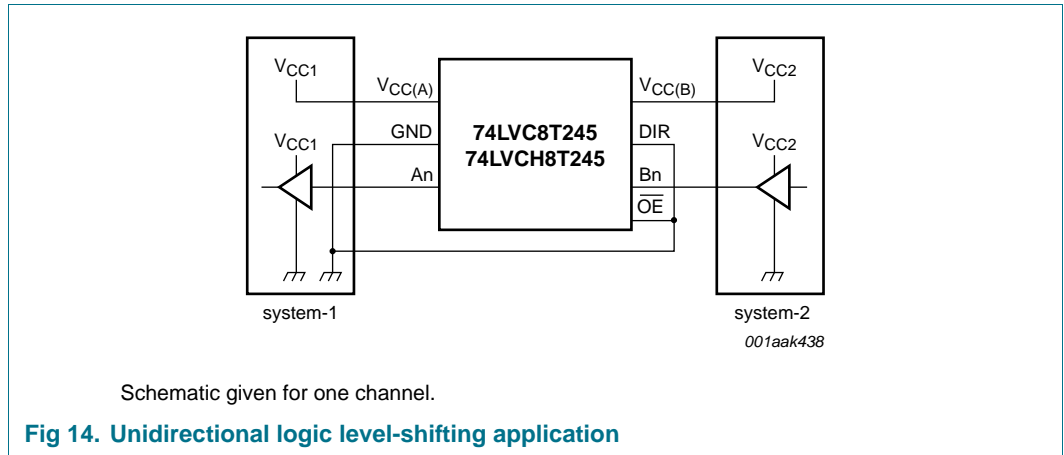 VCC1
VCC(A)
VCC(B)
VCC2
GND
74LVC8T245
DIR
VCC1
74LVCH8T245
VCC2
An
Bn
OE
system-1
system-2
001aak438
Schematic given for one channel.
Fig 14. Unidirectional logic level-shifting application